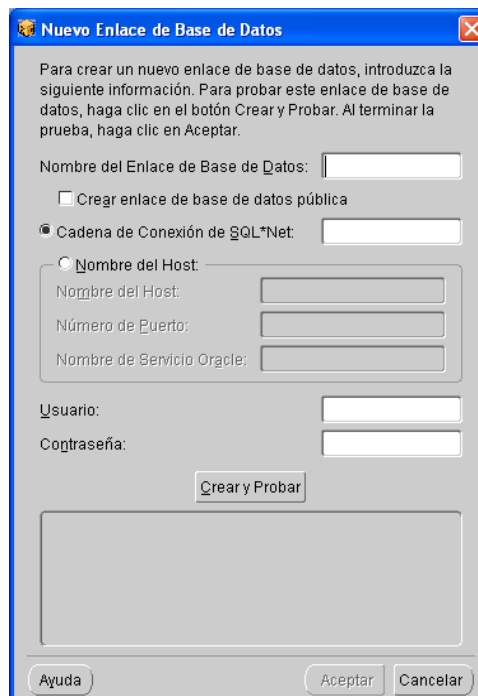 Nuevo Enlace de Base de Datos
Para crear un nuevo enlace de base de datos, introduzca la
siguiente información. Para probar este enlace de base de
datos, haga clic en el botón Crear y Probar. Al terminar la
prueba, haga clic en Aceptar.
Nombre del Enlace de Base de Datos:
Crear enlace de base de datos pública
Cadena de Conexión de SQL*Net:
Nombre del Host:
Nombre del Host:
Número de Puerto:
Nombre de Servicio Oracle:
Usuario:
Contraseña:
Crear y Probar
Ayuda
Aceptar
Cancelar